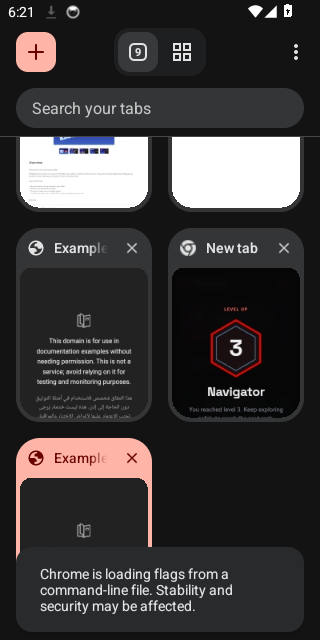 6:21
9
Search your tabs
Example
New tab
This domain is for use in
documentation examples without
needing permission. This is not a
service; avoid relying on it for
testing and monitoring purposes.
LEVEL UP
3
Navigator
You reached level 3. Keep exploring
Example
Chrome is loading flags from a
command-line file. Stability and
security may be affected.